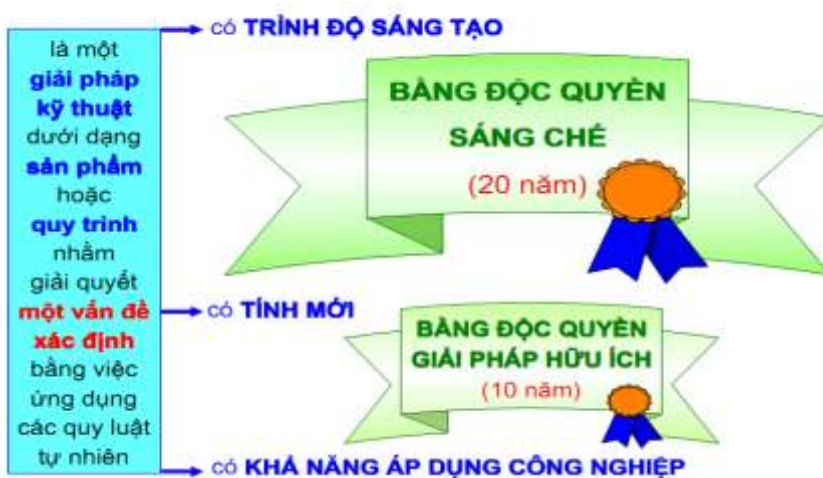 là một
giải pháp
kỹ thuật
dưới dạng
sản phẩm
hoặc
quy trình
nhằm
giải quyết
một vấn đề
xác định
bằng việc
ứng dụng
các quy luật
tự nhiên
có TRÌNH ĐỘ SÁNG TẠO
BẰNG ĐỘC QUYỀN
SÁNG CHẾ
(20 năm)
có TÍNH MỚI
BẰNG ĐỘC QUYỀN
GIẢI PHÁP HỮU ÍCH
(10 năm)
có KHẢ NĂNG ÁP DỤNG CÔNG NGHIỆP